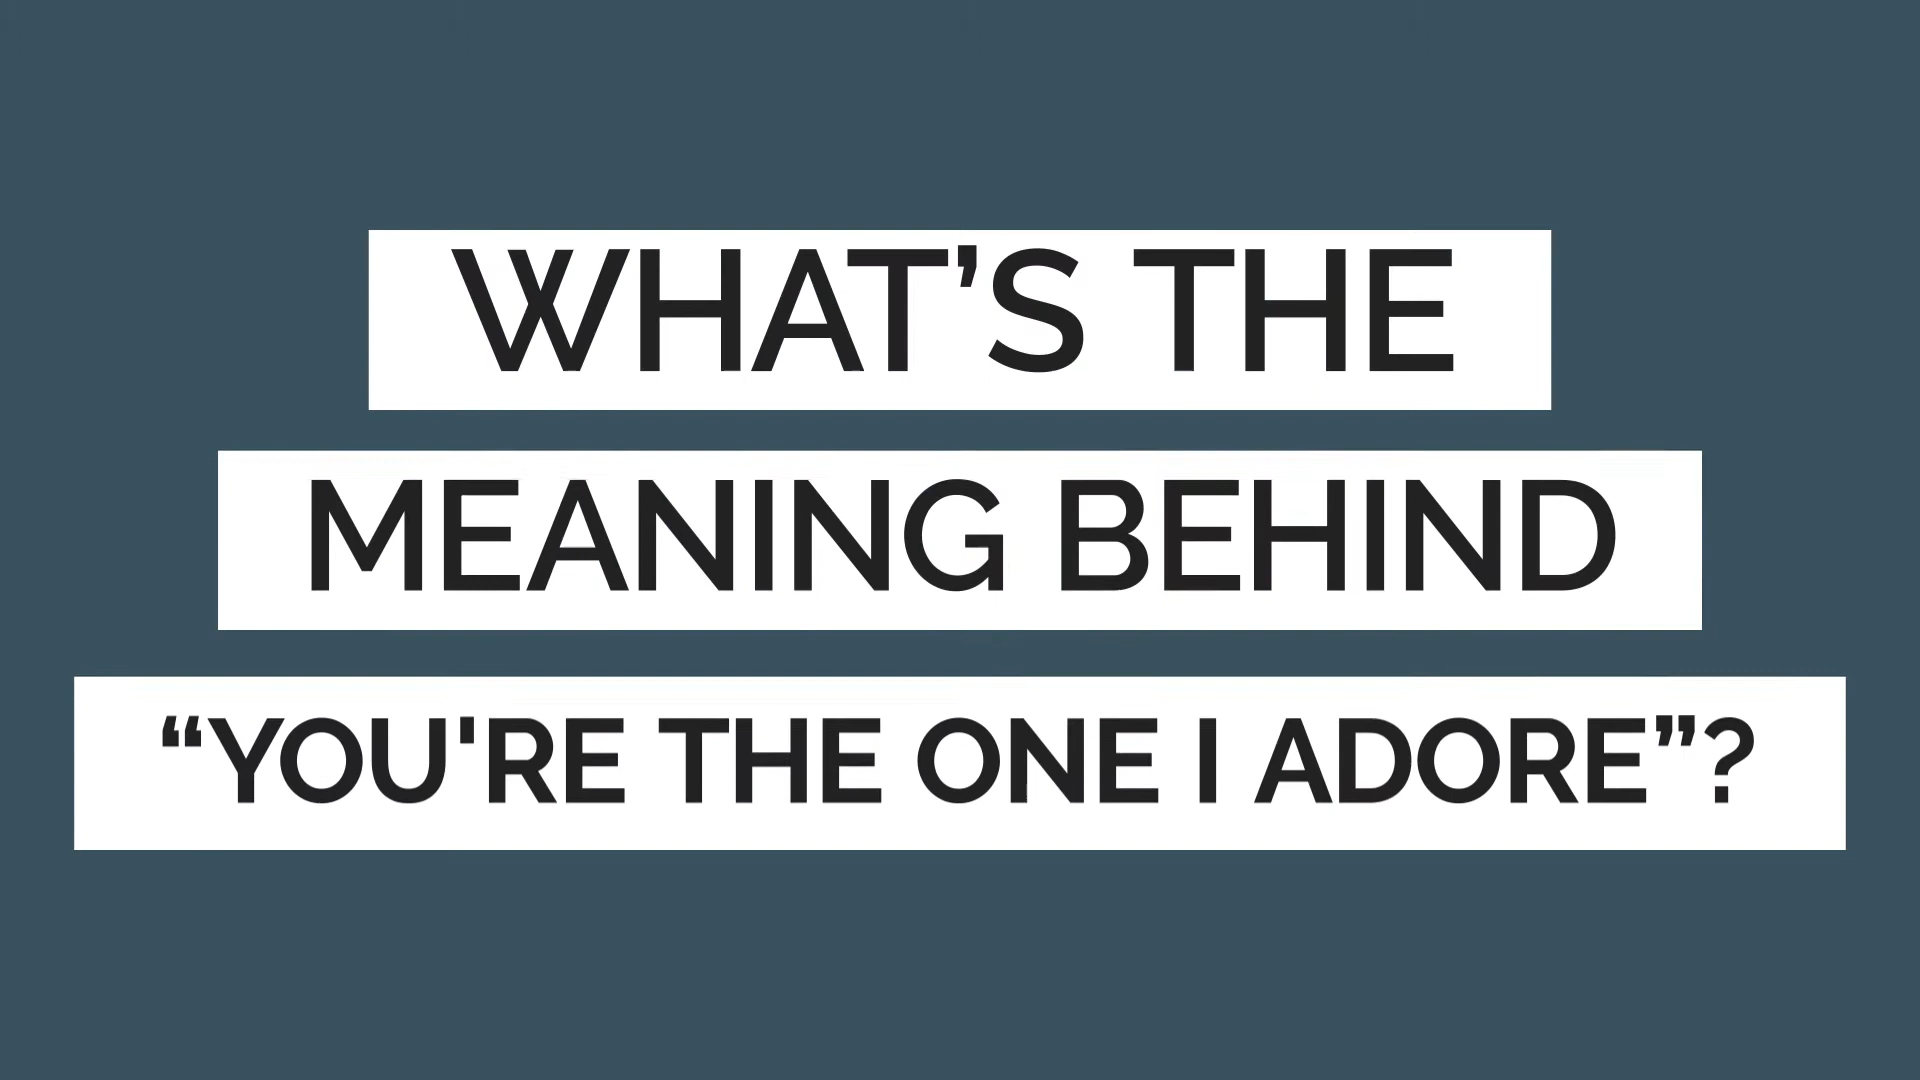 WHAT’S THE
MEANING BEHIND
“YOU'RE THE ONE I ADORE”?